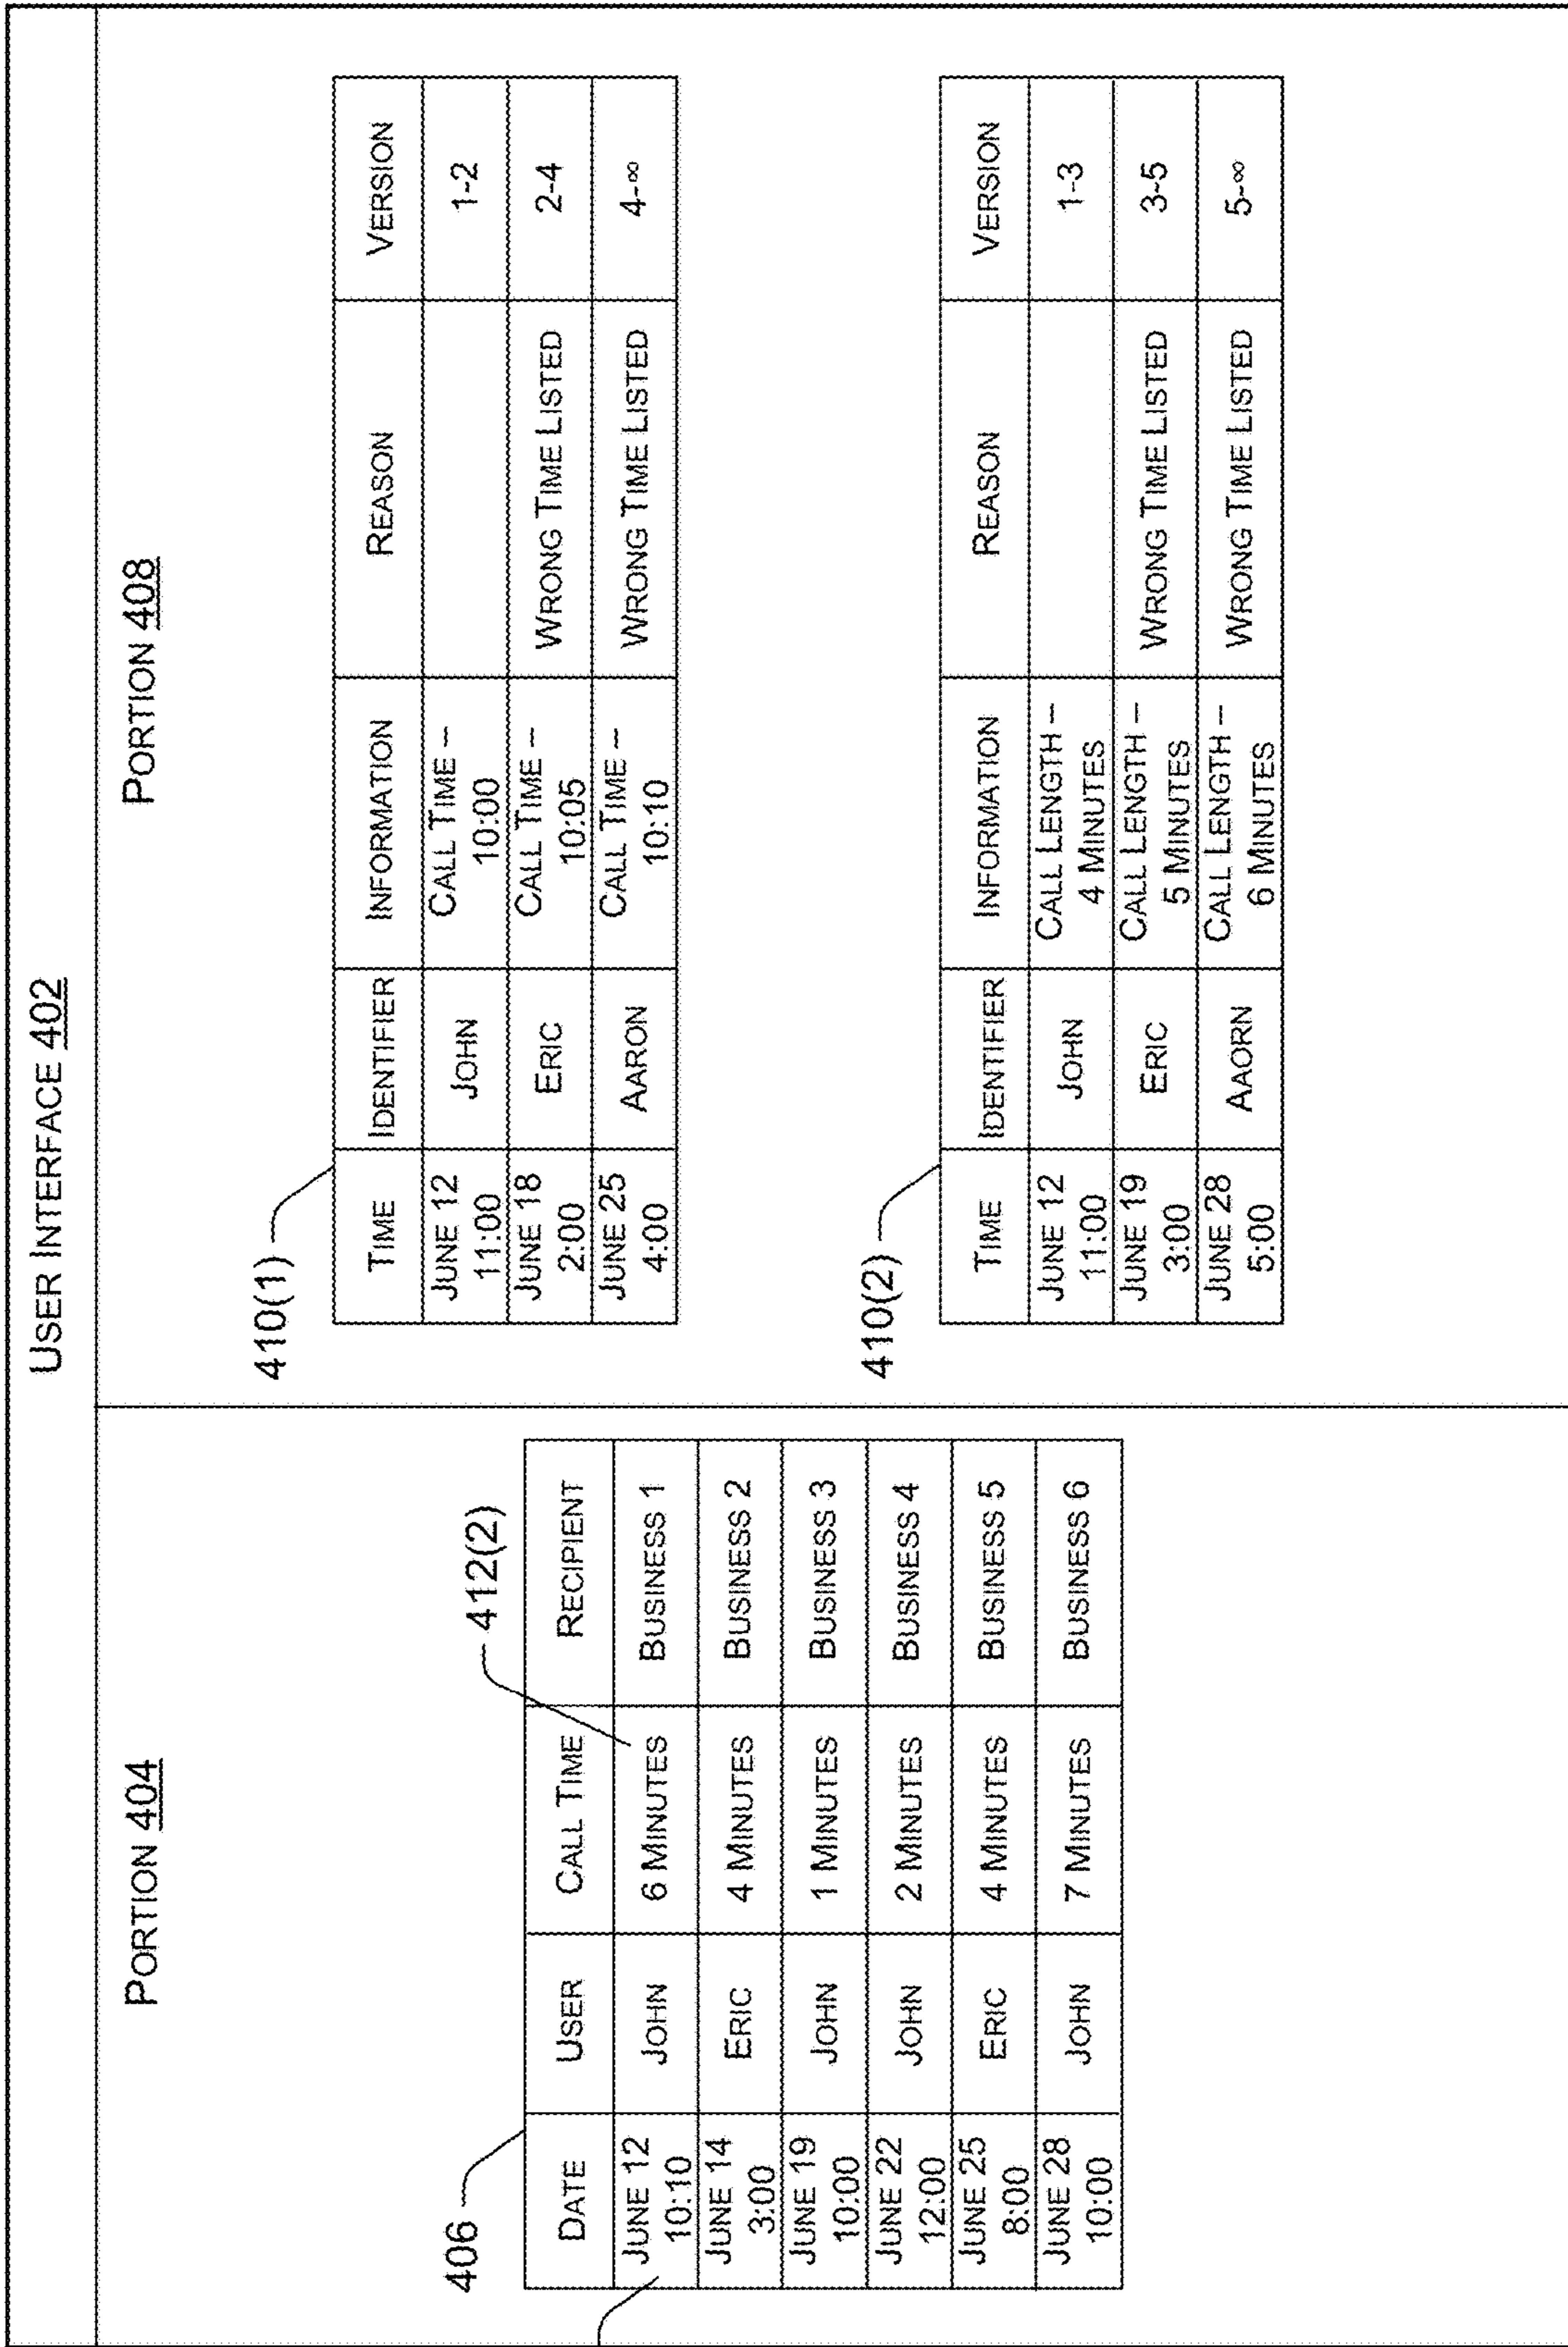 USER INTERFACE 402
PORTION 404
406
412(2)
DATE USER CALL TIME RECIPIENT
JUNE 12 10:10 JOHN 6 MINUTES BUSINESS 1
JUNE 14 3:00 ERIC 4 MINUTES BUSINESS 2
JUNE 19 10:00 JOHN 1 MINUTES BUSINESS 3
JUNE 22 12:00 JOHN 2 MINUTES BUSINESS 4
JUNE 25 8:00 ERIC 4 MINUTES BUSINESS 5
JUNE 28 10:00 JOHN 7 MINUTES BUSINESS 6
PORTION 408
410(1)
TIME IDENTIFIER INFORMATION REASON VERSION
JUNE 12 11:00 JOHN CALL TIME – 10:00 1-2
JUNE 18 2:00 ERIC CALL TIME – 10:05 WRONG TIME LISTED 2-4
JUNE 25 4:00 AARON CALL TIME – 10:10 WRONG TIME LISTED 4-∞
410(2)
TIME IDENTIFIER INFORMATION REASON VERSION
JUNE 12 11:00 JOHN CALL LENGTH – 4 MINUTES 1-3
JUNE 19 3:00 ERIC CALL LENGTH – 5 MINUTES WRONG TIME LISTED 3-5
JUNE 28 5:00 AAORN CALL LENGTH – 6 MINUTES WRONG TIME LISTED 5-∞